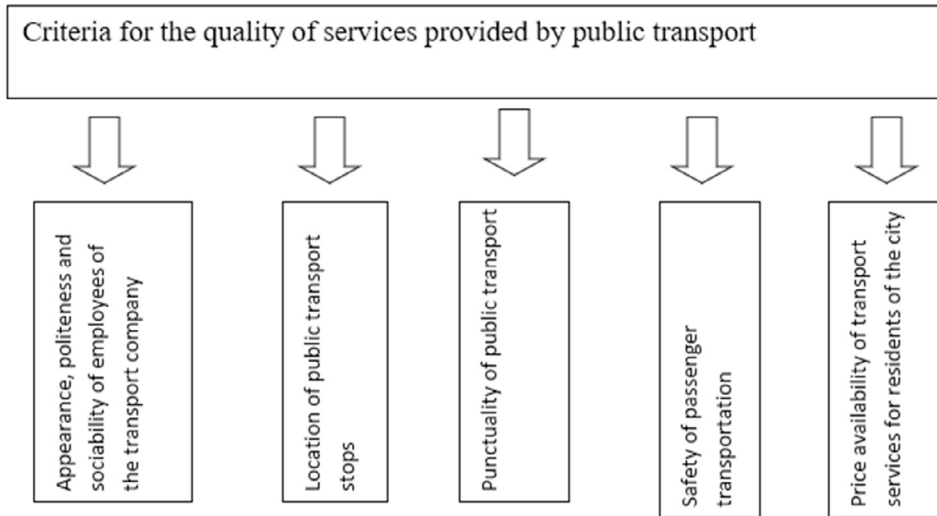 Criteria for the quality of services provided by public transport
Appearance, politeness and
sociability of employees of
the transport company
Location of public transport
stops
Punctuality of public transport
Safety of passenger
transportation
Price availability of transport
services for residents of the city